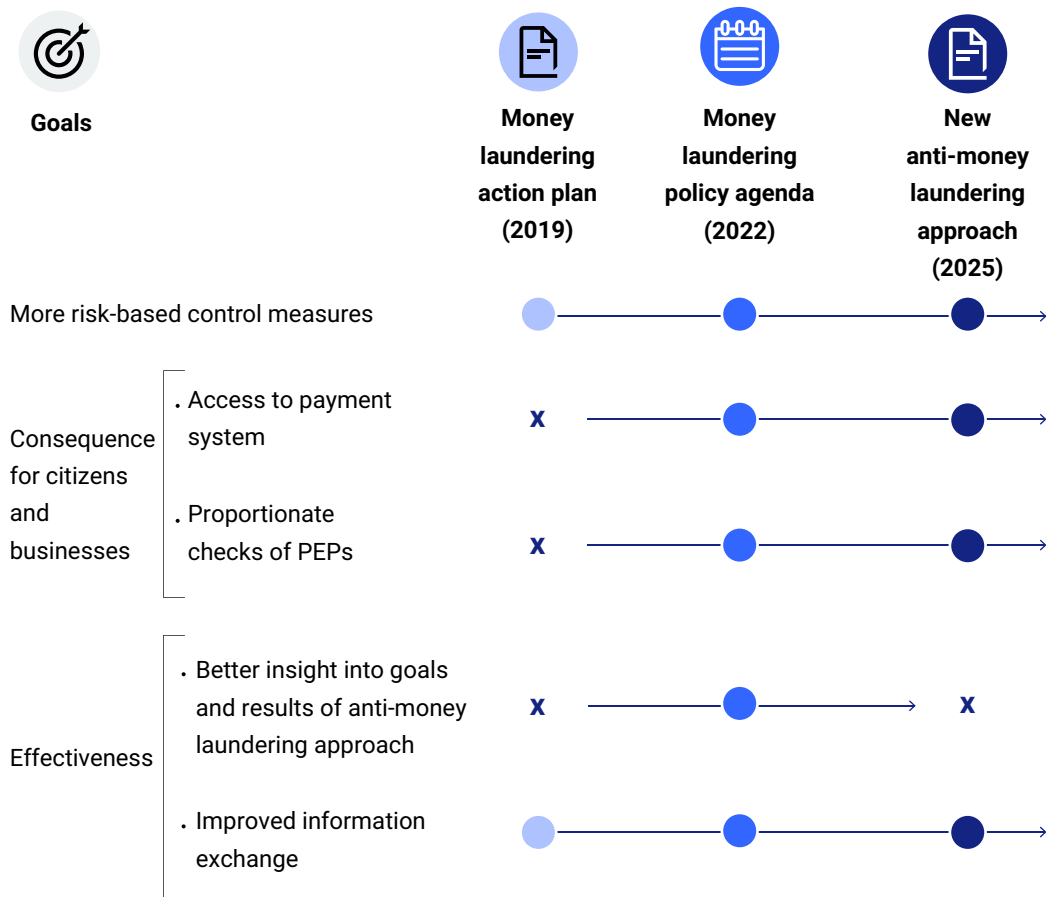 Goals
Money
laundering
action plan
(2019)
Money
laundering
policy agenda
(2022)
New
anti-money
laundering
approach
(2025)
More risk-based control measures
Consequence
for citizens
and
businesses
. Access to payment
system
x
. Proportionate
checks of PEPs
x
Effectiveness
. Better insight into goals
and results of anti-money
laundering approach
x
x
. Improved information
exchange